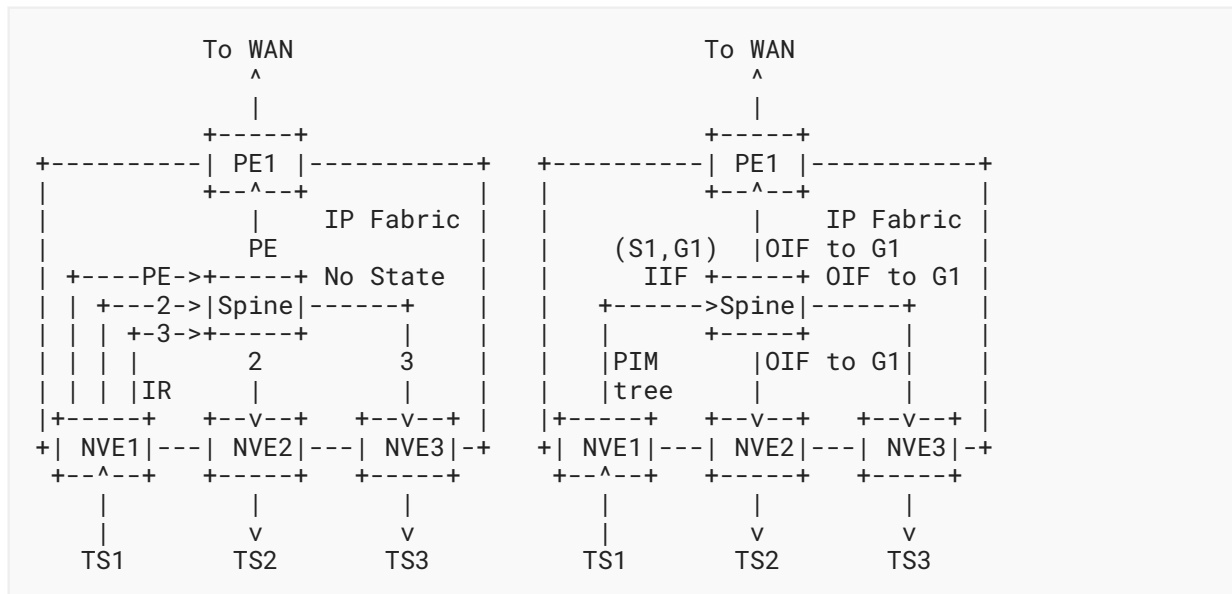 To WAN                           To WAN
                ^                                ^
                |                                |
             +-----+                          +-----+
  +----------| PE1 |-----------+   +----------| PE1 |-----------+
  |          +--^--+           |   |          +--^--+           |
  |             |    IP Fabric |   |             |    IP Fabric |
  |             PE             |   |    (S1,G1)  |OIF to G1     |
  | +----PE->+-----+ No State  |   |      IIF +-----+ OIF to G1 |
  | | +---2->|Spine|------+    |   |   +------>Spine|------+    |
  | | | +-3->+-----+      |    |   |   |      +-----+      |    |
  | | | |       2         3    |   |   |PIM      |OIF to G1|    |
  | | | |IR     |         |    |   |   |tree     |         |    |
  |+-----+   +--v--+   +--v--+ |   |+-----+   +--v--+   +--v--+ |
  +| NVE1|---| NVE2|---| NVE3|-+   +| NVE1|---| NVE2|---| NVE3|-+
   +--^--+   +-----+   +-----+      +--^--+   +-----+   +-----+
      |         |         |            |         |         |
      |         v         v            |         v         v
     TS1       TS2       TS3          TS1       TS2       TS3